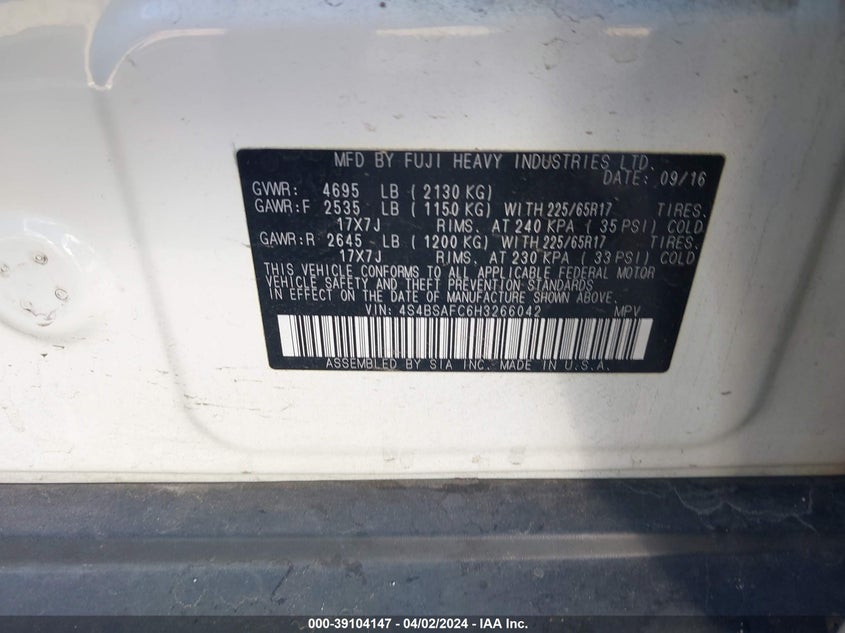 MFD BY FUJI HEAVY INDUSTRIES LTD.
DATE: 09/16
GVWR: 4695 LB ( 2130 KG)
GAWR:F 2535 LB ( 1150 KG) WITH 225/65R17 TIRES.
17X7J RIMS. AT 240 KPA ( 35 PSI) COLD
GAWR:R 2645 LB ( 1200 KG) WITH 225/65R17 TIRES.
17X7J RIMS. AT 230 KPA ( 33 PSI) COLD
THIS VEHICLE CONFORMS TO ALL APPLICABLE FEDERAL MOTOR
VEHICLE SAFETY AND THEFT PREVENTION STANDARDS
IN EFFECT ON THE DATE OF MANUFACTURE SHOWN ABOVE.
VIN: 4S4BSAFC6H3266042 MPV
ASSEMBLED BY SIA INC. MADE IN U.S.A.
000-39104147 - 04/02/2024 - IAA Inc.